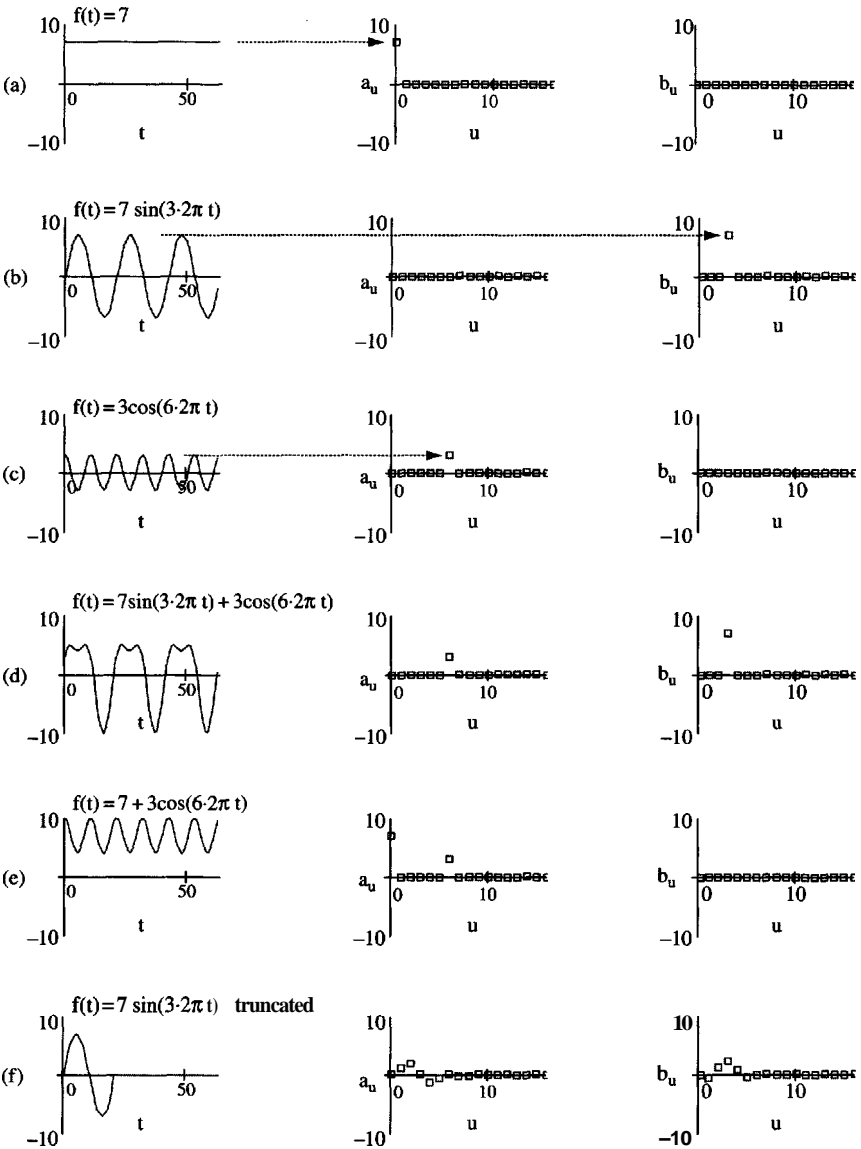 f(t) = 7
10
10
10
(a)
0
50
a_u
0
10
b_u
0
10
t
u
u
−10
−10
−10
f(t) = 7 sin(3·2π t)
10
10
10
(b)
0
50
a_u
0
10
b_u
0
10
t
u
u
−10
−10
−10
f(t) = 3cos(6·2π t)
10
10
10
(c)
0
50
a_u
0
10
b_u
0
10
t
u
u
−10
−10
−10
f(t) = 7sin(3·2π t) + 3cos(6·2π t)
10
10
10
(d)
0
50
a_u
0
10
b_u
0
10
t
u
u
−10
−10
−10
f(t) = 7 + 3cos(6·2π t)
10
10
10
(e)
0
50
a_u
0
10
b_u
0
10
t
u
u
−10
−10
−10
f(t) = 7 sin(3·2π t) truncated
10
10
10
(f)
0
50
a_u
0
10
b_u
0
10
t
u
u
−10
−10
−10